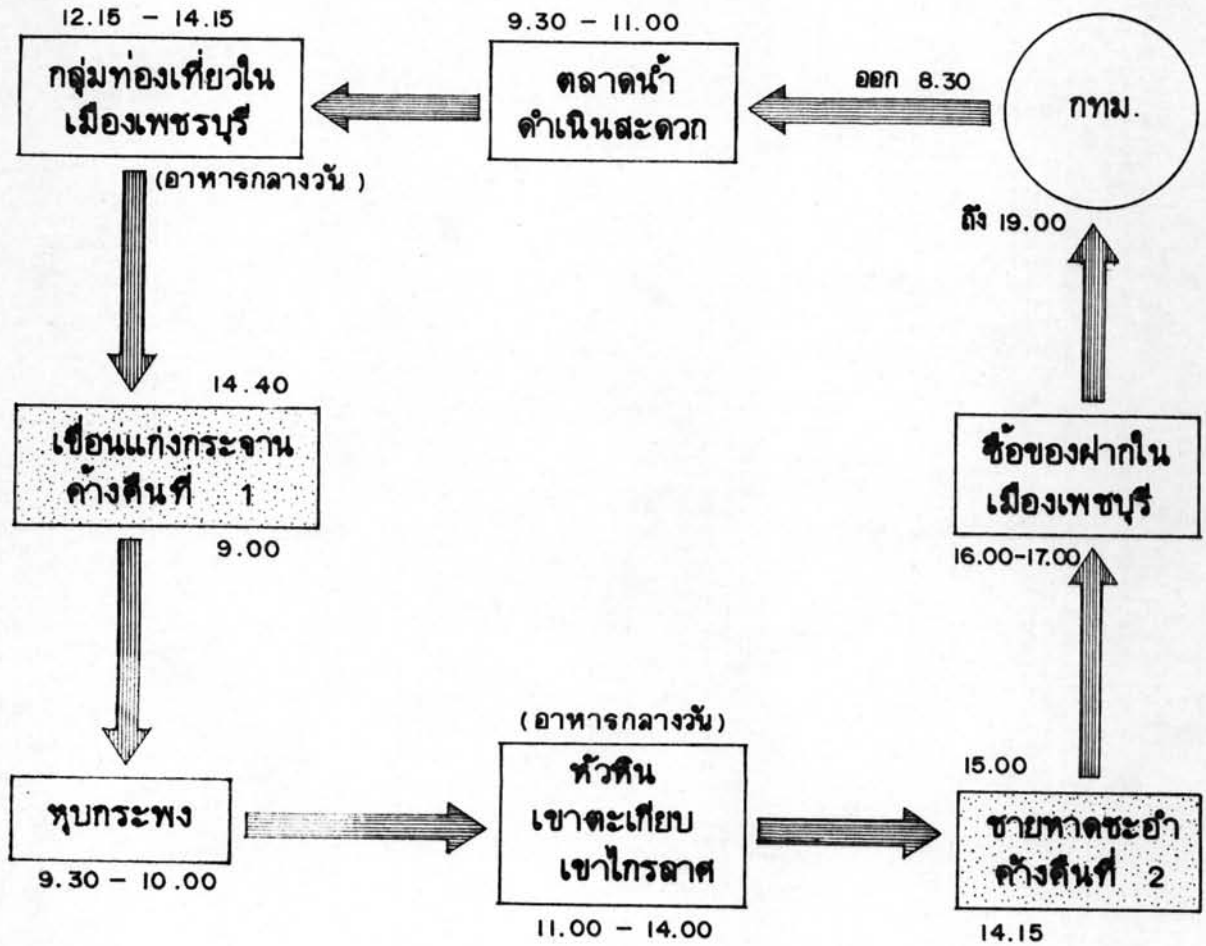 12.15 - 14.15
กลุ่มท่องเที่ยวใน
เมืองเพชรบุรี
(อาหารกลางวัน)
9.30 - 11.00
ตลาดน้ำ
ดำเนินสะดวก
ออก 8.30
กทม.
ถึง 19.00
14.40
เขื่อนแก่งกระจาน
ค้างคืนที่ 1
9.00
ซื้อของฝากใน
เมืองเพชบุรี
16.00-17.00
หุบกระพง
9.30 - 10.00
(อาหารกลางวัน)
หัวหิน
เขาตะเกียบ
เขาไกรลาศ
11.00 - 14.00
15.00
ชายหาดชะอำ
ค้างคืนที่ 2
14.15